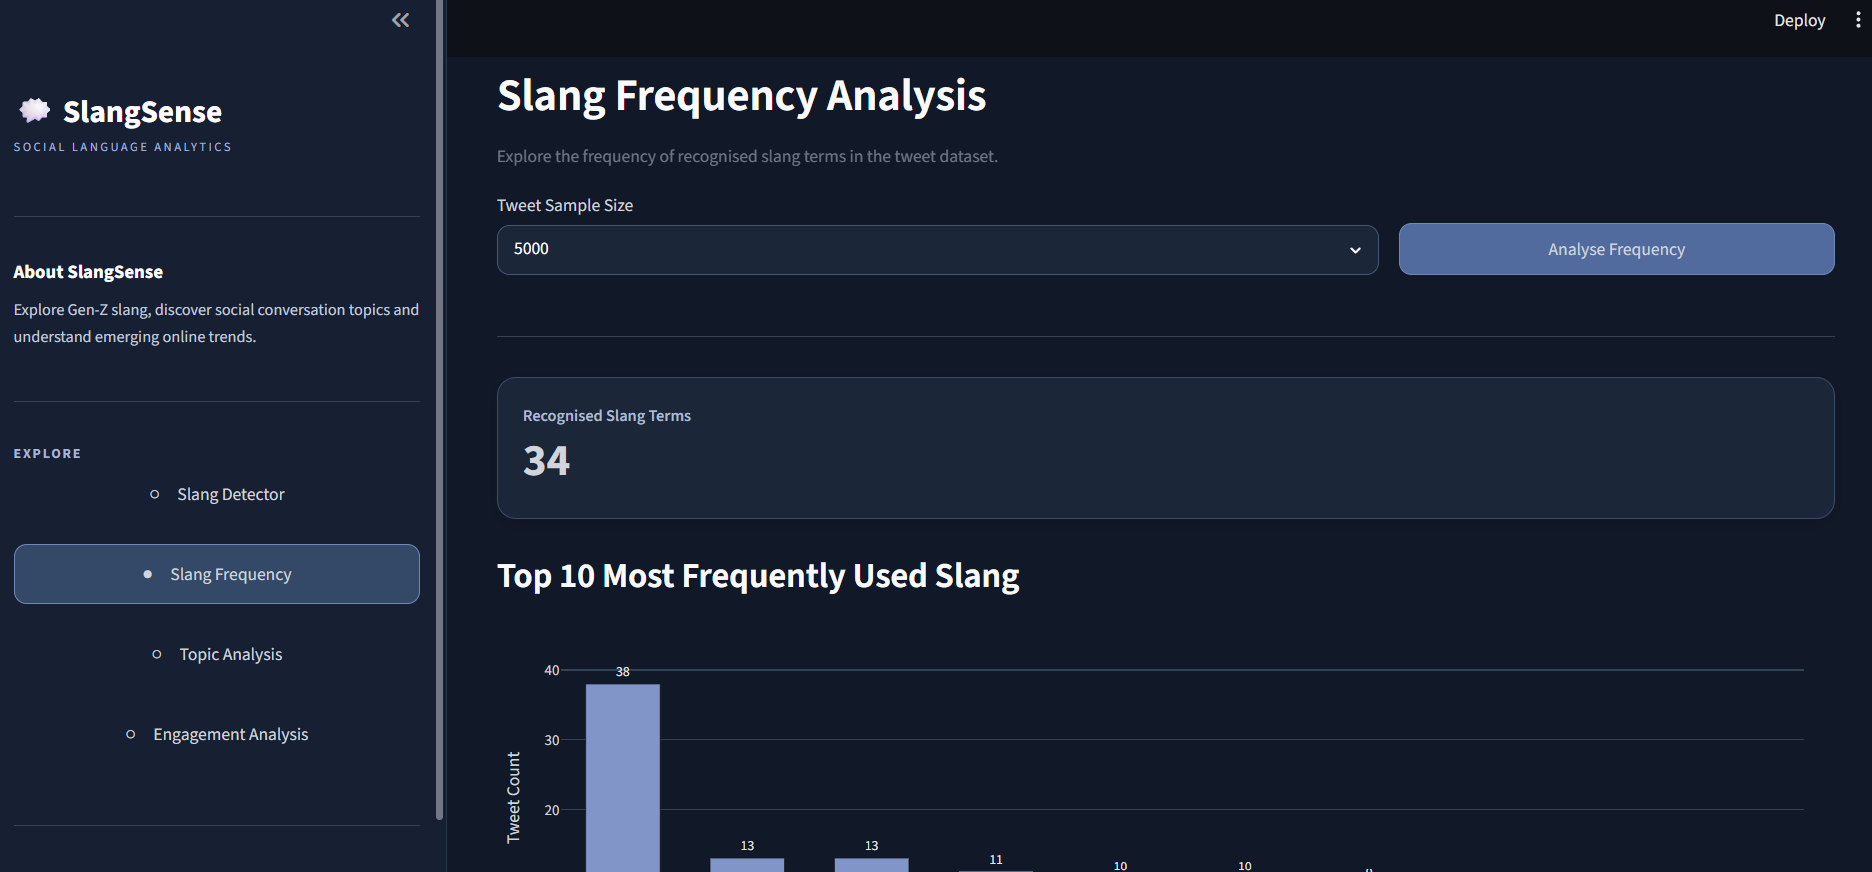 Deploy
SlangSense
SOCIAL LANGUAGE ANALYTICS
About SlangSense
Explore Gen-Z slang, discover social conversation topics and
understand emerging online trends.
EXPLORE
Slang Detector
Slang Frequency
Topic Analysis
Engagement Analysis
Slang Frequency Analysis
Explore the frequency of recognised slang terms in the tweet dataset.
Tweet Sample Size
5000
Analyse Frequency
Recognised Slang Terms
34
Top 10 Most Frequently Used Slang
Tweet Count
40
30
20
38
13
13
11
10
10